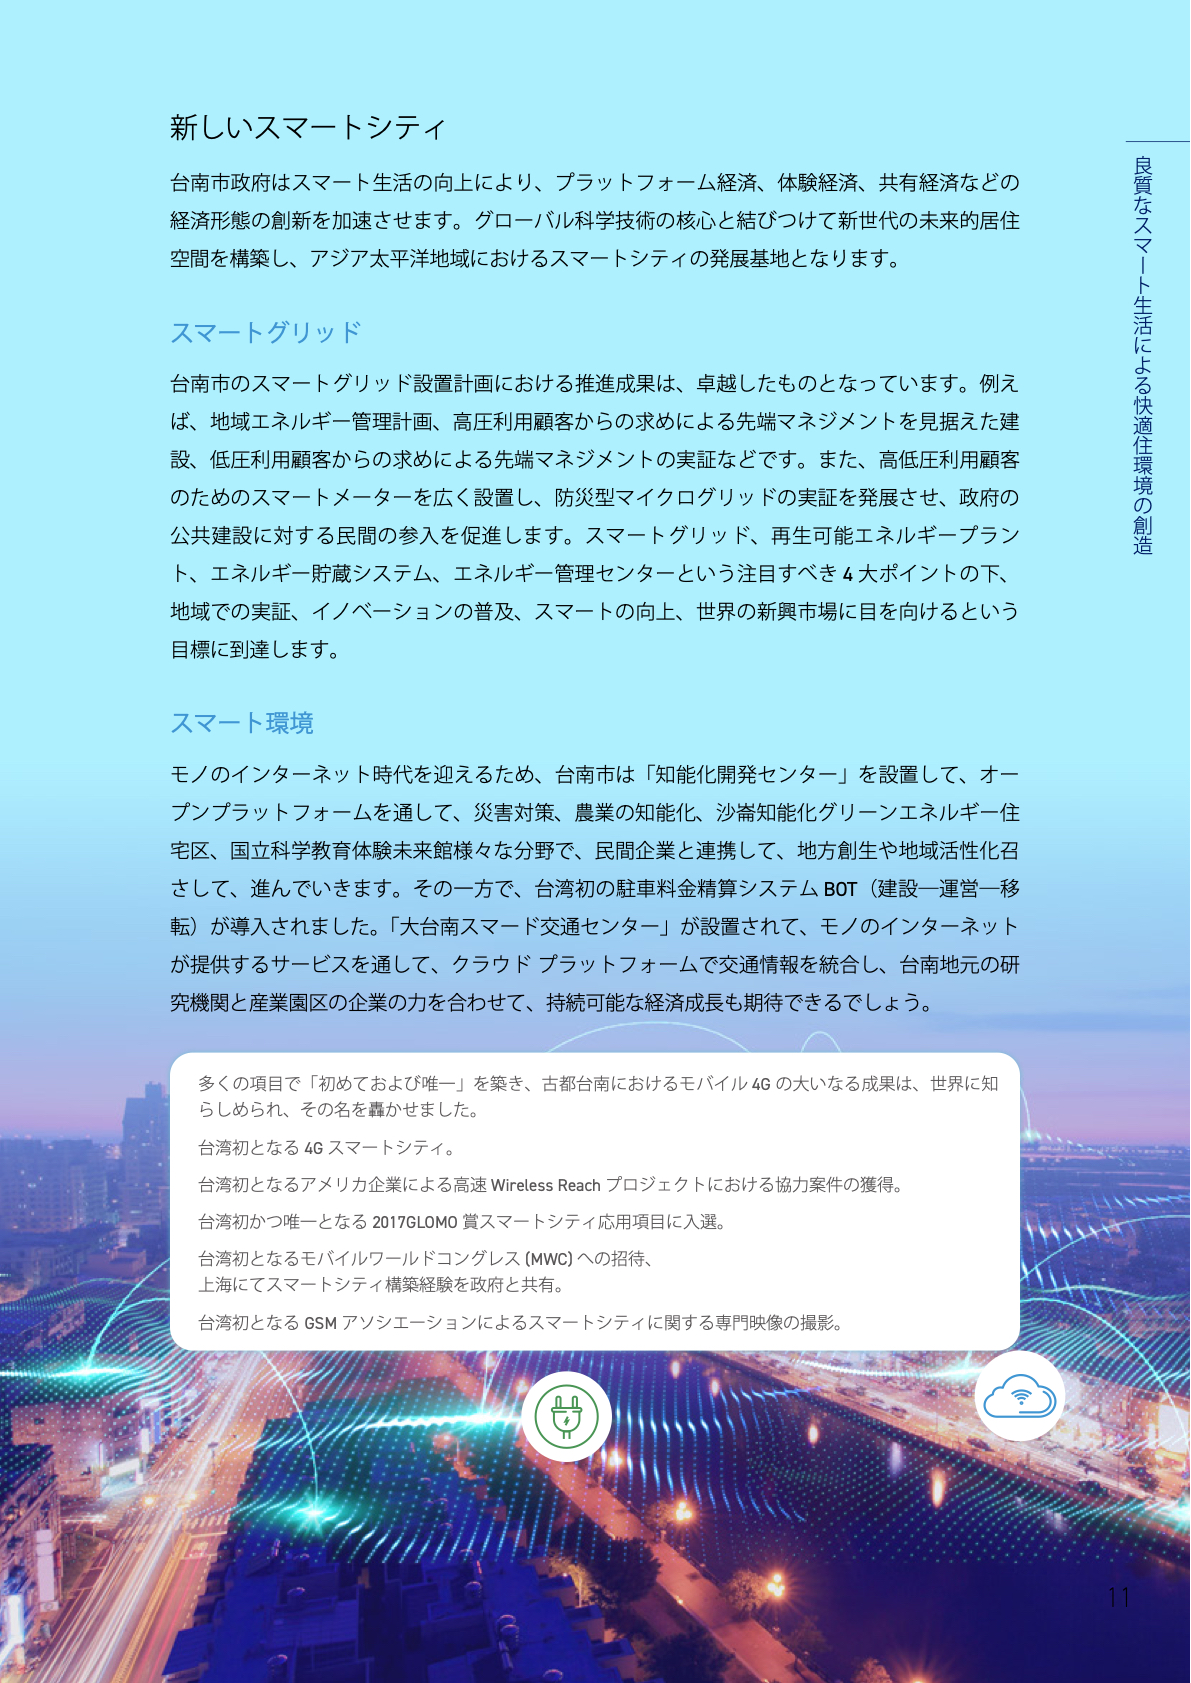 新しいスマートシティ
台南市政府はスマート生活の向上により、プラットフォーム経済、体験経済、共有経済などの
経済形態の創新を加速させます。グローバル科学技術の核心と結びつけて新世代の未来的居住
空間を構築し、アジア太平洋地域におけるスマートシティの発展基地となります。
スマートグリッド
台南市のスマートグリッド設置計画における推進成果は、卓越したものとなっています。例え
ば、地域エネルギー管理計画、高圧利用顧客からの求めによる先端マネジメントを見据えた建
設、低圧利用顧客からの求めによる先端マネジメントの実証などです。また、高低圧利用顧客
のためのスマートメーターを広く設置し、防災型マイクログリッドの実証を発展させ、政府の
公共建設に対する民間の参入を促進します。スマートグリッド、再生可能エネルギープラン
ト、エネルギー貯蔵システム、エネルギー管理センターという注目すべき 4 大ポイントの下、
地域での実証、イノベーションの普及、スマートの向上、世界の新興市場に目を向けるという
目標に到達します。
スマート環境
モノのインターネット時代を迎えるため、台南市は「知能化開発センター」を設置して、オー
プンプラットフォームを通して、災害対策、農業の知能化、沙崙知能化グリーンエネルギー住
宅区、国立科学教育体験未来館様々な分野で、民間企業と連携して、地方創生や地域活性化召
さして、進んでいきます。その一方で、台湾初の駐車料金精算システム BOT（建設—運営—移
転）が導入されました。「大台南スマード交通センター」が設置されて、モノのインターネット
が提供するサービスを通して、クラウド プラットフォームで交通情報を統合し、台南地元の研
究機関と産業園区の企業の力を合わせて、持続可能な経済成長も期待できるでしょう。
多くの項目で「初めておよび唯一」を築き、古都台南におけるモバイル 4G の大いなる成果は、世界に知
らしめられ、その名を轟かせました。
台湾初となる 4G スマートシティ。
台湾初となるアメリカ企業による高速 Wireless Reach プロジェクトにおける協力案件の獲得。
台湾初かつ唯一となる 2017GLOMO 賞スマートシティ応用項目に入選。
台湾初となるモバイルワールドコングレス (MWC) への招待、
上海にてスマートシティ構築経験を政府と共有。
台湾初となる GSM アソシエーションによるスマートシティに関する専門映像の撮影。
良質なスマート生活による快適住環境の創造
11